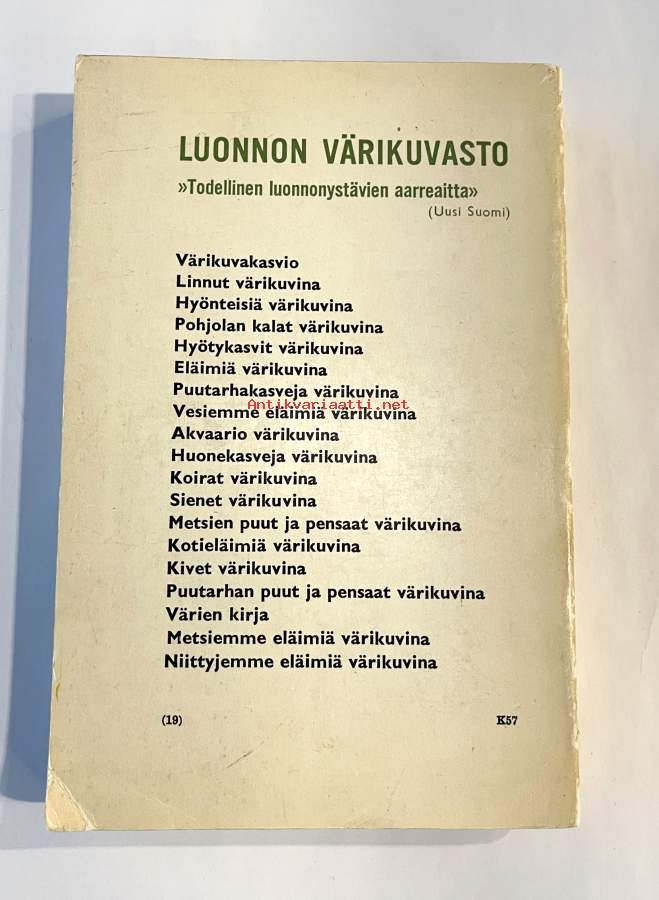 LUONNON VÄRIKUVASTO
»Todellinen luonnonystävien aarreaitta»
(Uusi Suomi)
Värikuvakasvio
Linnut värikuvina
Hyönteisiä värikuvina
Pohjolan kalat värikuvina
Hyötykasvit värikuvina
Eläimiä värikuvina
Puutarhakasveja värikuvina
Antikvariaatti.net
Vesiemme eläimiä värikuvina
Akvaario värikuvina
Huonekasveja värikuvina
Koirat värikuvina
Sienet värikuvina
Metsien puut ja pensaat värikuvina
Kotieläimiä värikuvina
Kivet värikuvina
Puutarhan puut ja pensaat värikuvina
Värien kirja
Metsiemme eläimiä värikuvina
Niittyjemme eläimiä värikuvina
(19) K57